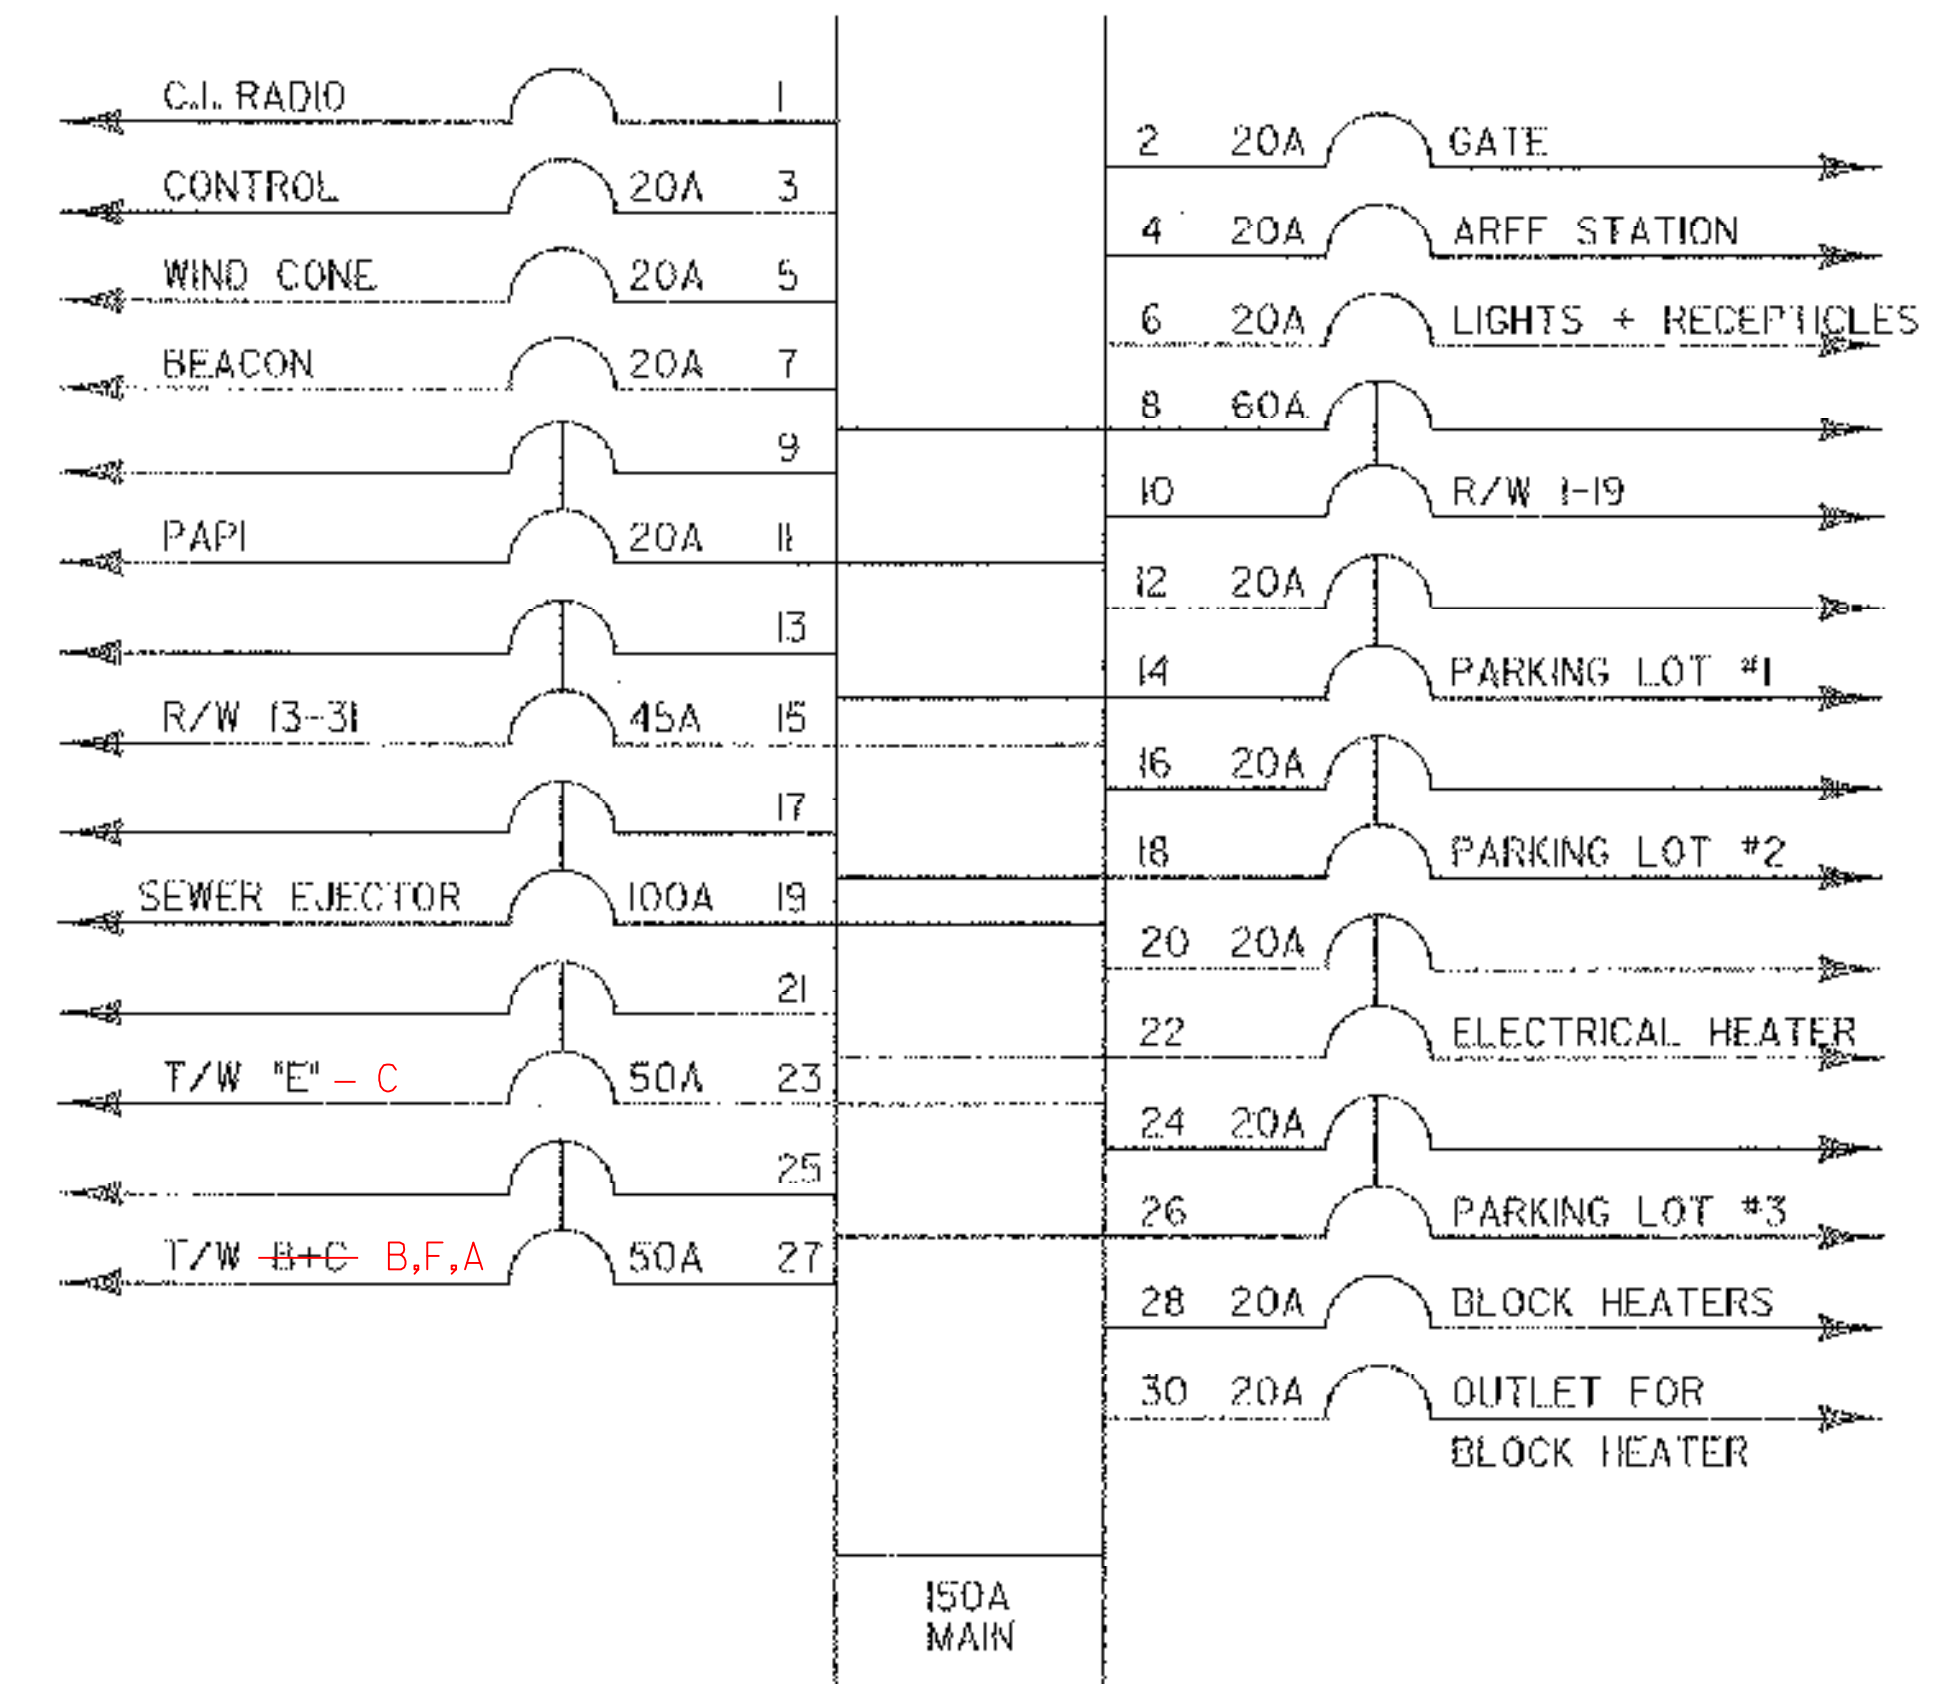 C.I. RADIO 1
2 20A GATE
CONTROL 20A 3
4 20A ARFF STATION
WIND CONE 20A 5
6 20A LIGHTS + RECEPTICLES
BEACON 20A 7
8 60A
9
10 R/W 1-19
PAPI 20A 11
12 20A
13
14 PARKING LOT #1
R/W 13-31 45A 15
16 20A
17
18 PARKING LOT #2
SEWER EJECTOR 100A 19
20 20A
21
22 ELECTRICAL HEATER
T/W "E" - C 50A 23
24 20A
25
26 PARKING LOT #3
T/W B+C B,F,A 50A 27
28 20A BLOCK HEATERS
30 20A OUTLET FOR
BLOCK HEATER
150A
MAIN